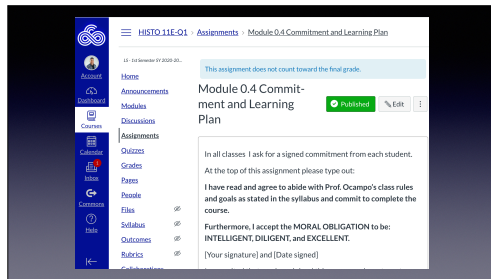 HISTO 11E-Q1 › Assignments › Module 0.4 Commitment and Learning Plan
Account
Dashboard
Courses
Calendar
Inbox
Commons
Help
LS - 1st Semester SY 2020-20...
Home
Announcements
Modules
Discussions
Assignments
Quizzes
Grades
Pages
People
Files
Syllabus
Outcomes
Rubrics
This assignment does not count toward the final grade.
Module 0.4 Commit-
ment and Learning
Plan
Published
Edit
In all classes I ask for a signed commitment from each student.
At the top of this assignment please type out:
I have read and agree to abide with Prof. Ocampo's class rules
and goals as stated in the syllabus and commit to complete the
course.
Furthermore, I accept the MORAL OBLIGATION to be:
INTELLIGENT, DILIGENT, and EXCELLENT.
[Your signature] and [Date signed]